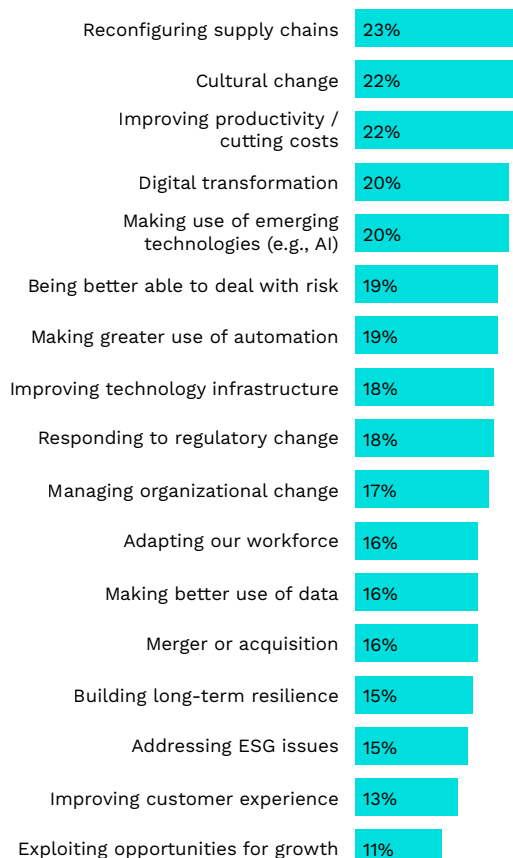 Reconfiguring supply chains 23%
Cultural change 22%
Improving productivity /
cutting costs 22%
Digital transformation 20%
Making use of emerging
technologies (e.g., AI) 20%
Being better able to deal with risk 19%
Making greater use of automation 19%
Improving technology infrastructure 18%
Responding to regulatory change 18%
Managing organizational change 17%
Adapting our workforce 16%
Making better use of data 16%
Merger or acquisition 16%
Building long-term resilience 15%
Addressing ESG issues 15%
Improving customer experience 13%
Exploiting opportunities for growth 11%